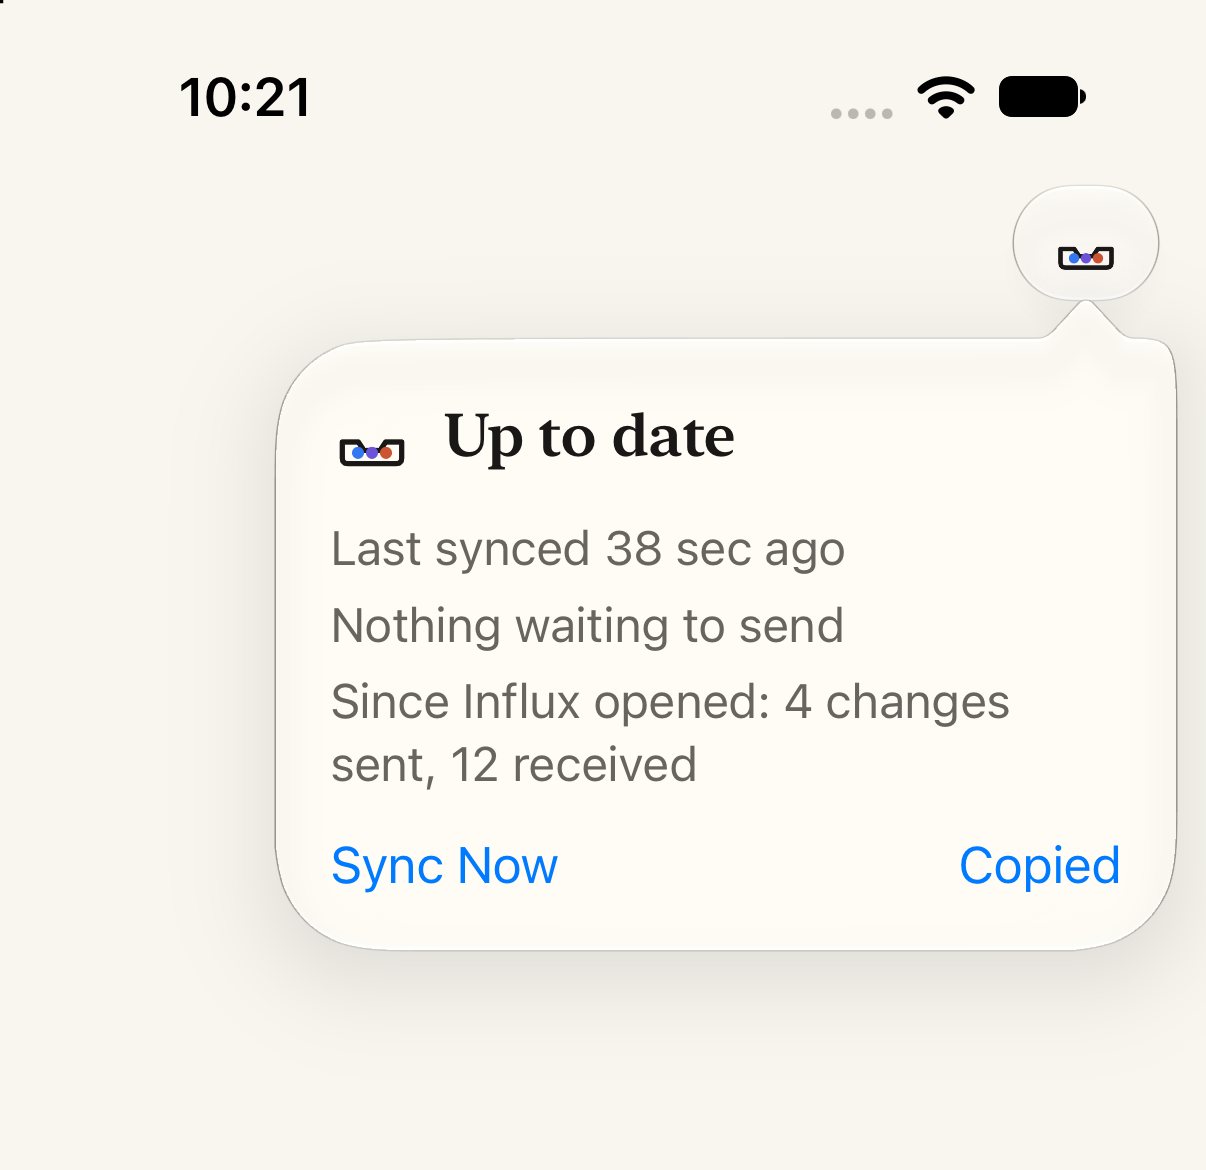 10:21
Up to date
Last synced 38 sec ago
Nothing waiting to send
Since Influx opened: 4 changes
sent, 12 received
Sync Now
Copied